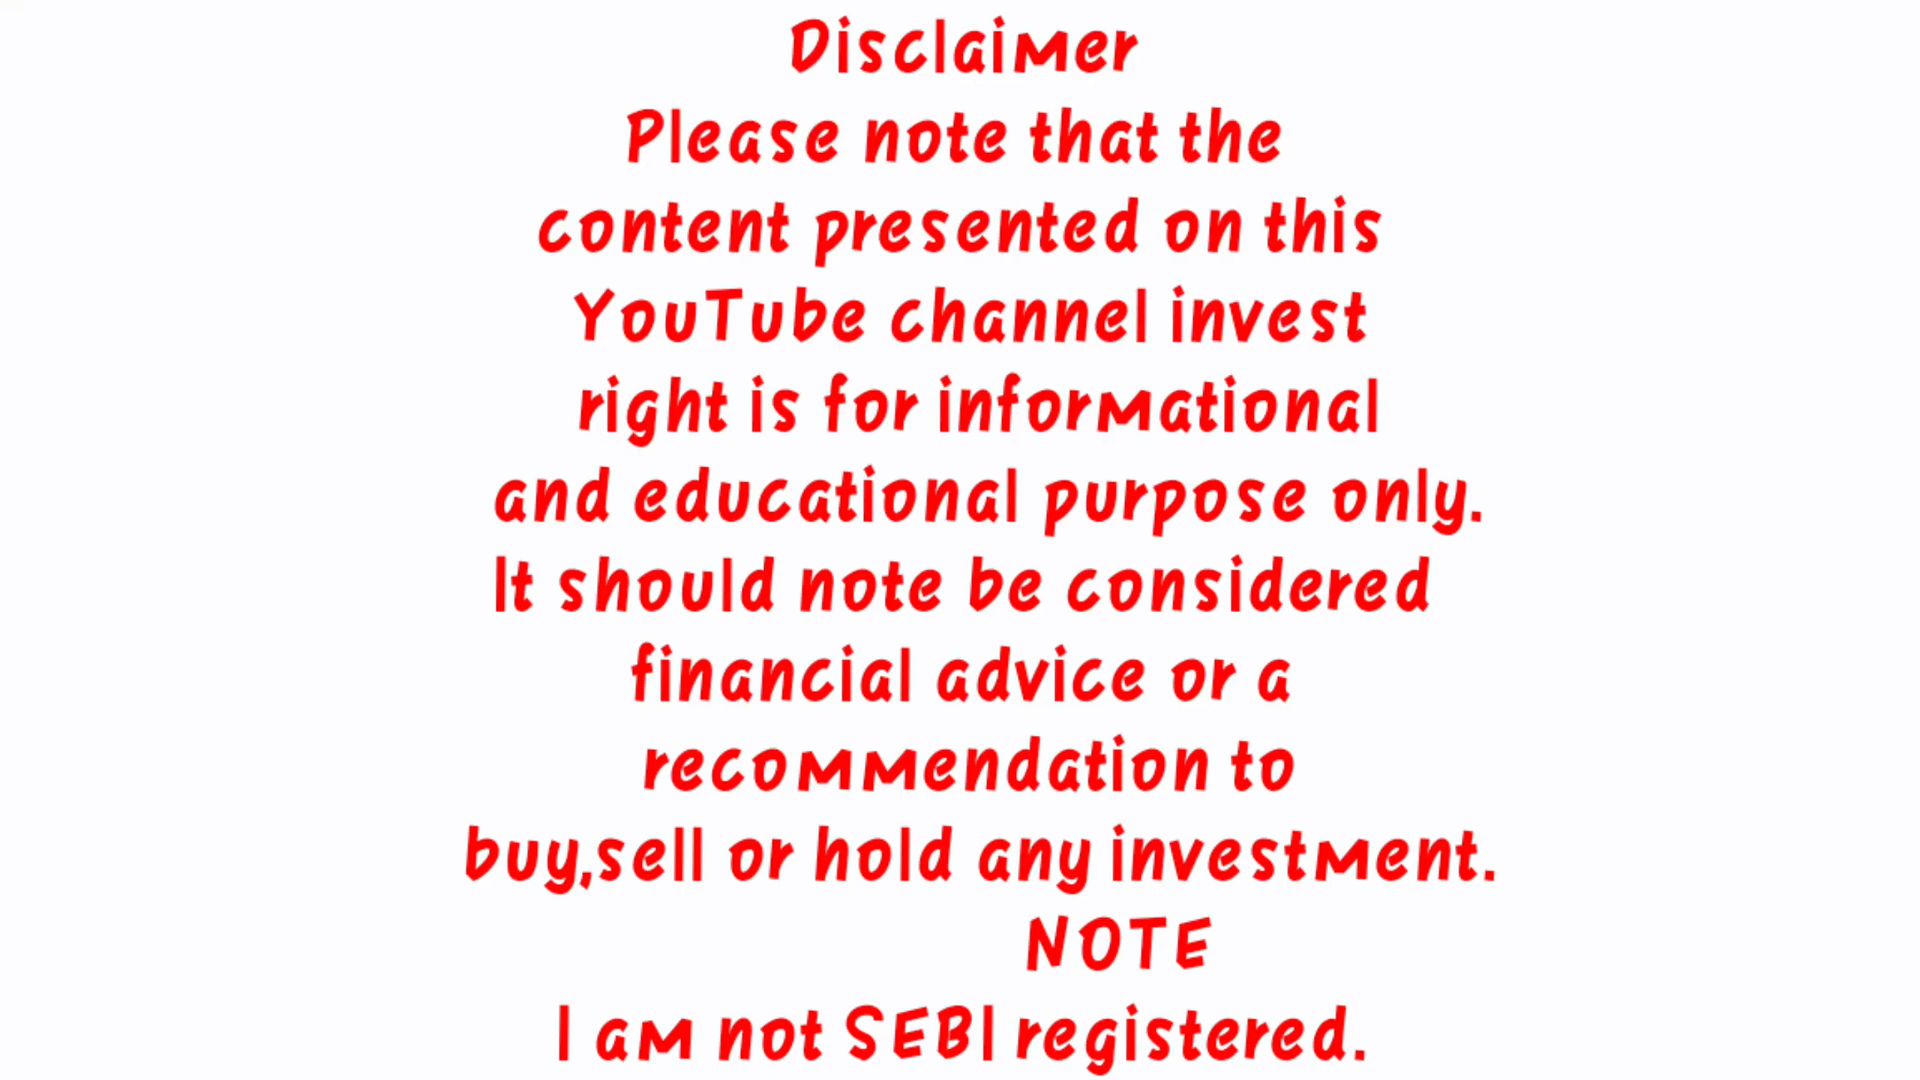 Disclaimer
Please note that the
content presented on this
YouTube channel invest
right is for informational
and educational purpose only.
It should note be considered
financial advice or a
recommendation to
buy,sell or hold any investment.
NOTE
I am not SEBI registered.